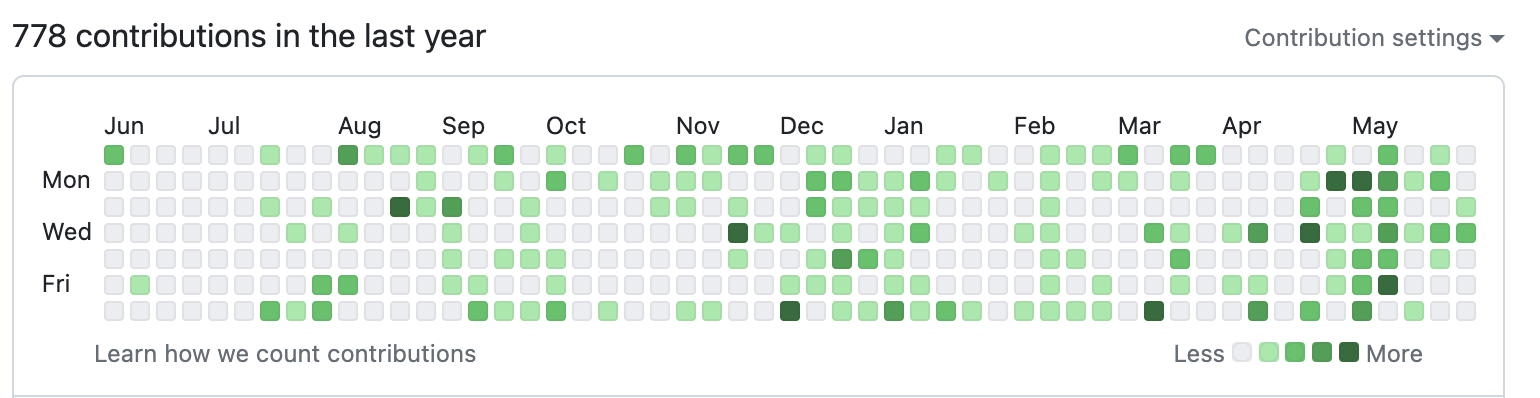 778 contributions in the last year
Contribution settings
Jun Jul Aug Sep Oct Nov Dec Jan Feb Mar Apr May
Mon
Wed
Fri
Learn how we count contributions
Less More